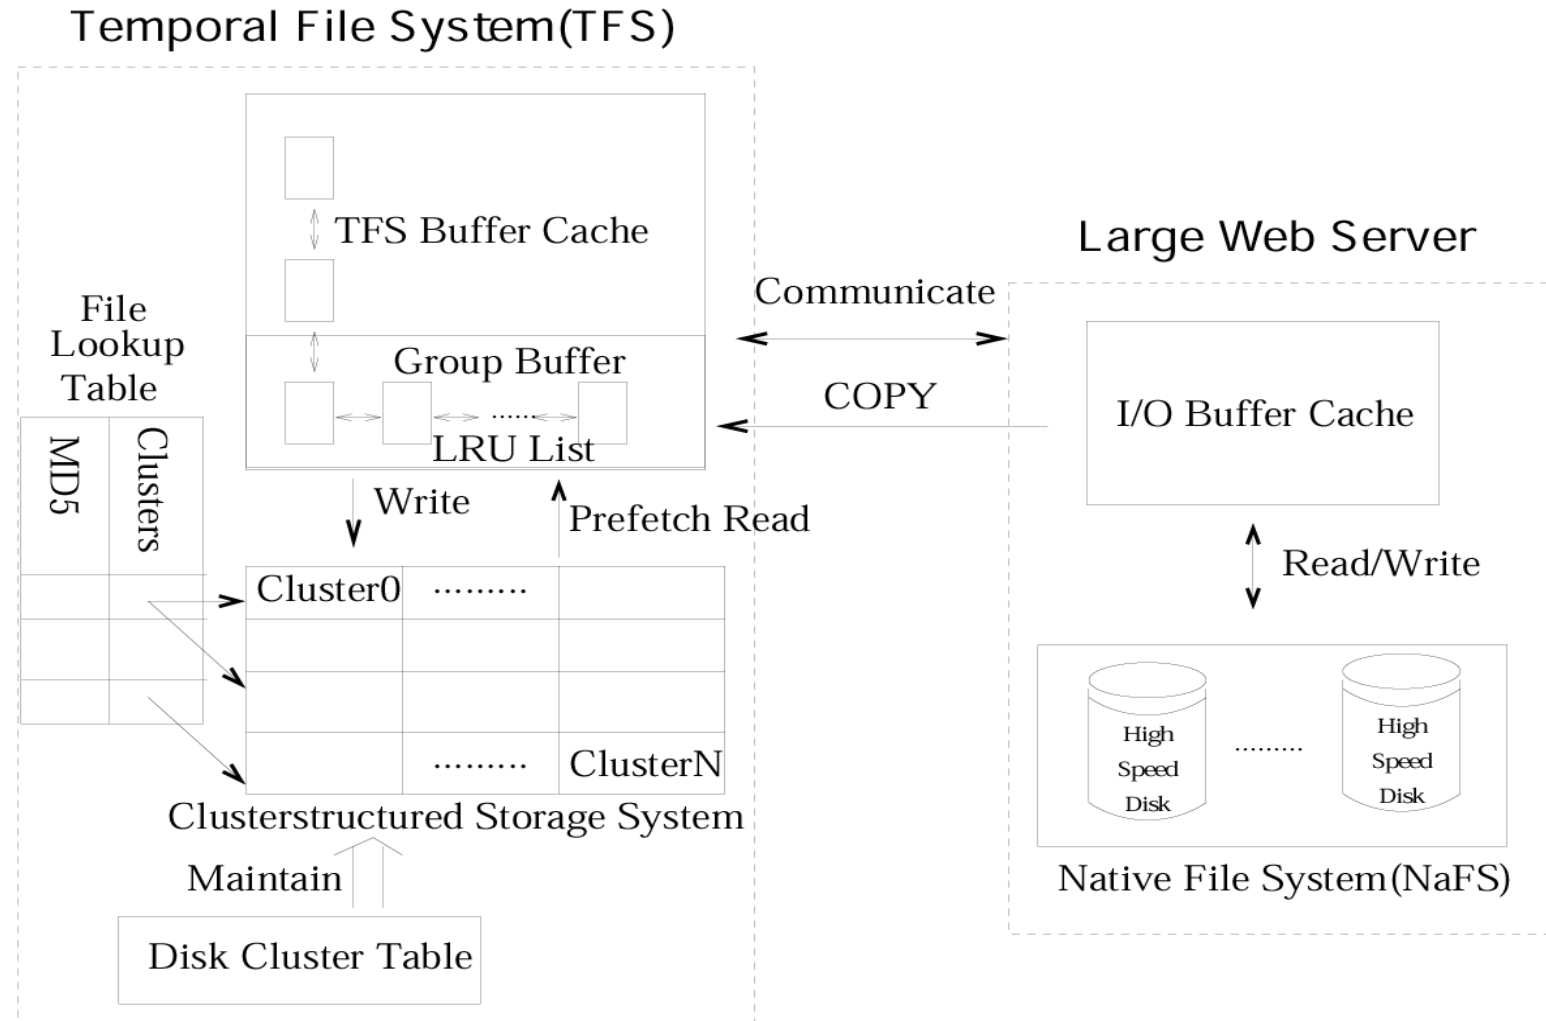 Temporal File System(TFS)
TFS Buffer Cache
Group Buffer
......
LRU List
File
Lookup
Table
MD5
Clusters
Write
Prefetch Read
Cluster0
.........
.........
ClusterN
Clusterstructured Storage System
Maintain
Disk Cluster Table
Communicate
COPY
Large Web Server
I/O Buffer Cache
Read/Write
High
Speed
Disk
.........
High
Speed
Disk
Native File System(NaFS)